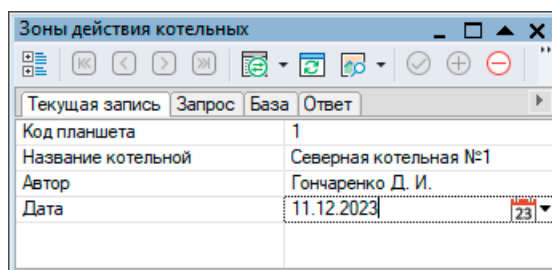 Зоны действия котельных
Текущая запись Запрос База Ответ
Код планшета 1
Название котельной Северная котельная №1
Автор Гончаренко Д. И.
Дата 11.12.2023 23